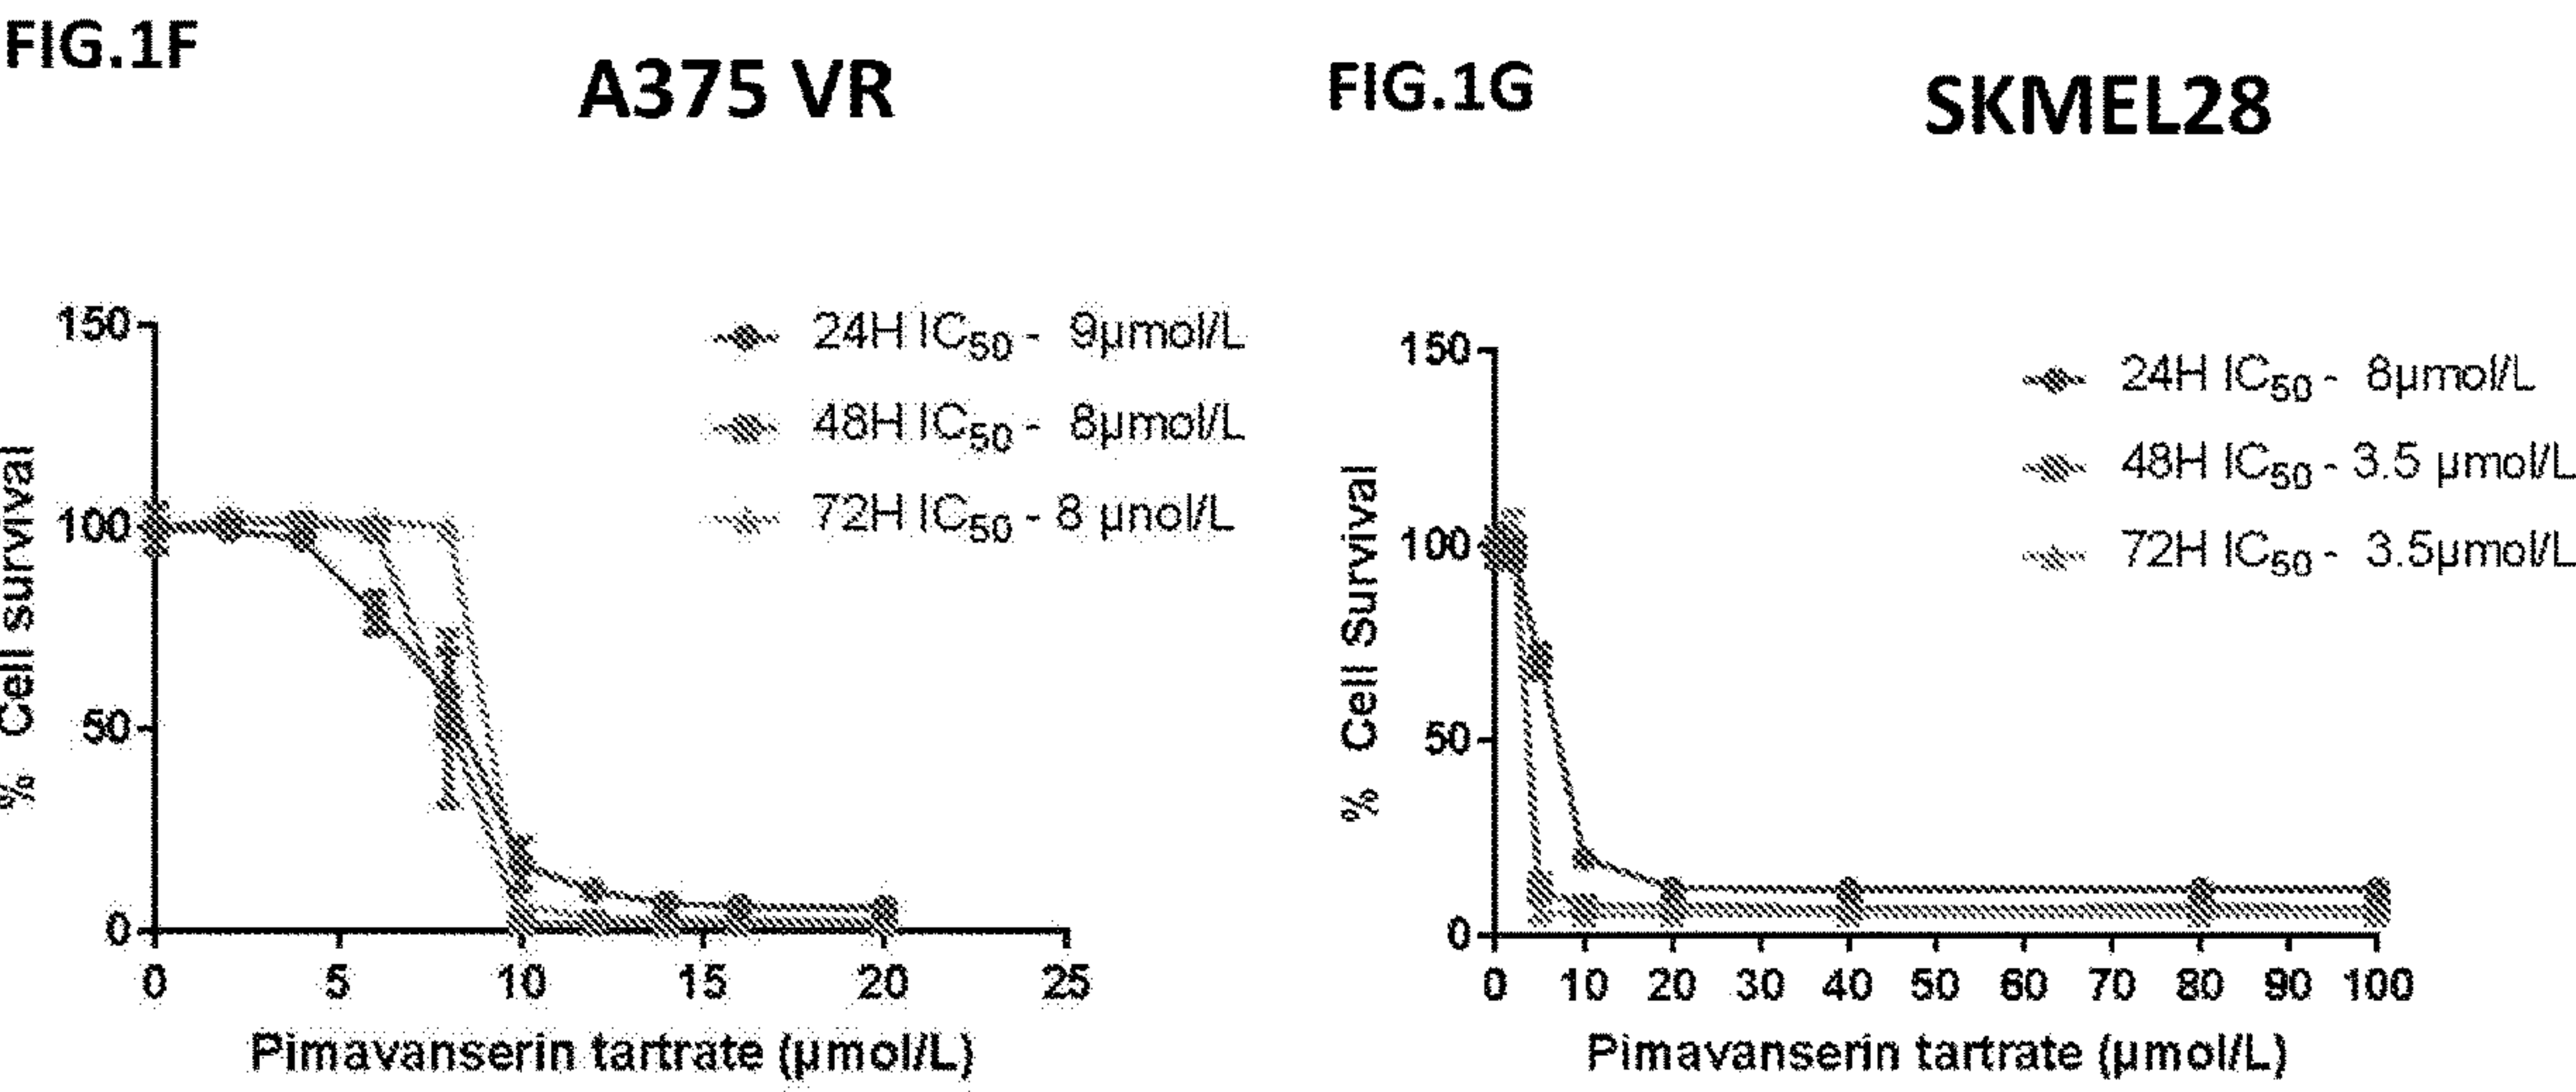 FIG.1F
A375 VR
24H IC50 - 9µmol/L
48H IC50 - 8µmol/L
72H IC50 - 8 µnol/L
% Cell survival
150
100
50
0
0 5 10 15 20 25
Pimavanserin tartrate (µmol/L)
FIG.1G
SKMEL28
24H IC50 - 8µmol/L
48H IC50 - 3.5 µmol/L
72H IC50 - 3.5µmol/L
% Cell Survival
150
100
50
0
0 10 20 30 40 50 60 70 80 90 100
Pimavanserin tartrate (µmol/L)